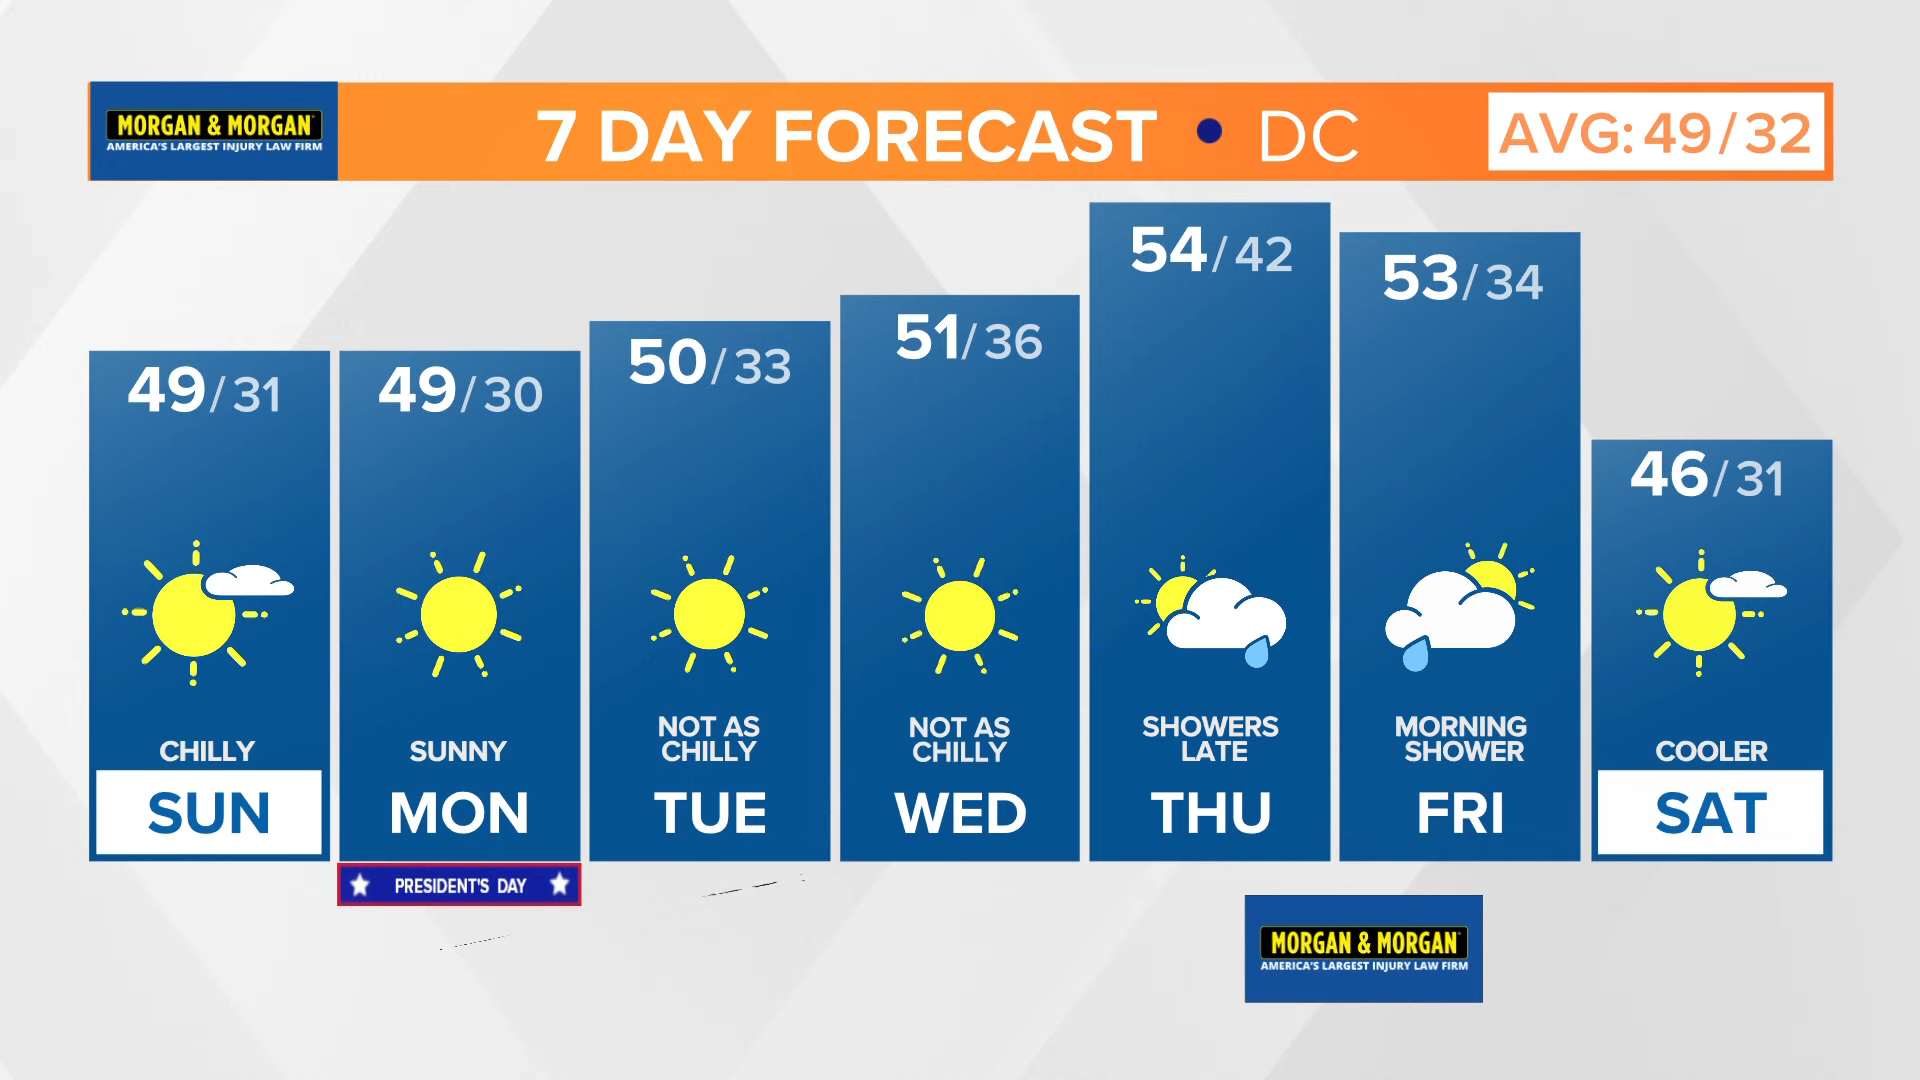 MORGAN & MORGAN
AMERICA'S LARGEST INJURY LAW FIRM
7 DAY FORECAST • DC
AVG: 49/32
49/31
CHILLY
SUN
49/30
SUNNY
MON
PRESIDENT'S DAY
50/33
NOT AS
CHILLY
TUE
51/36
NOT AS
CHILLY
WED
54/42
SHOWERS
LATE
THU
53/34
MORNING
SHOWER
FRI
46/31
COOLER
SAT
MORGAN & MORGAN
AMERICA'S LARGEST INJURY LAW FIRM